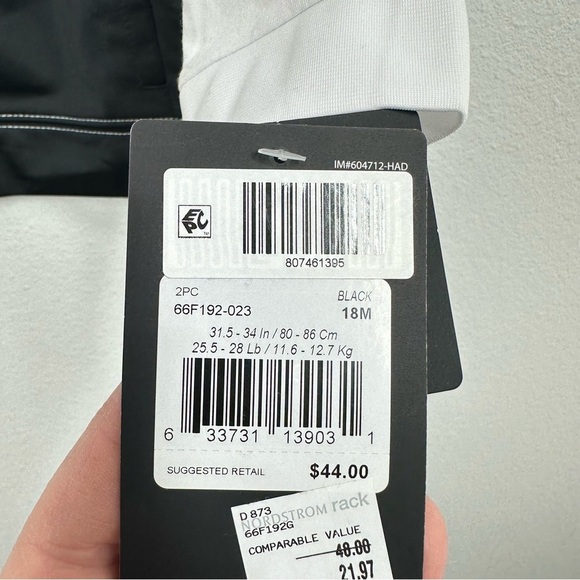 IM#604712-HAD
EPC
TM
807461395
2PC
BLACK
66F192-023
18M
31.5 - 34 In / 80 - 86 Cm
25.5 - 28 Lb / 11.6 - 12.7 Kg
6 33731 13903 1
SUGGESTED RETAIL $44.00
NORDSTROM rack
D 873
66F192G
COMPARABLE VALUE
48.00
21.97